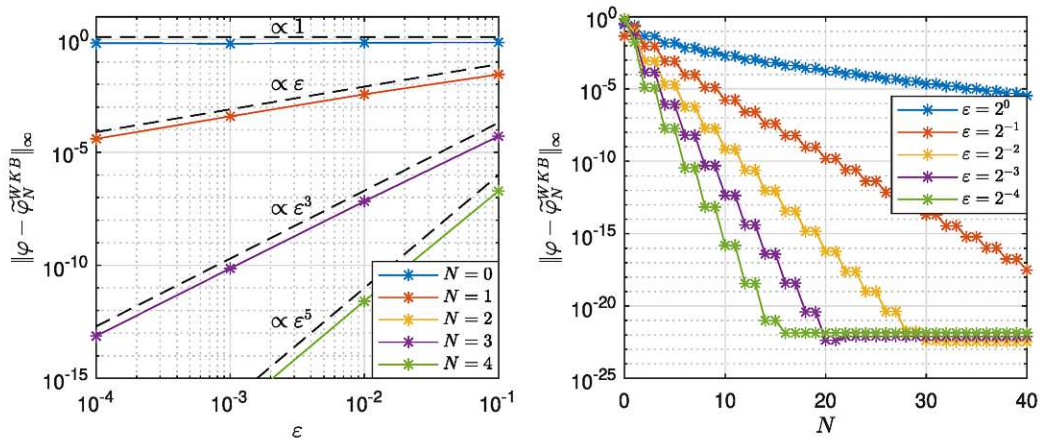 10^0
10^-5
10^-10
10^-15
10^-4
10^-3
10^-2
10^-1
‖φ − φ̃_N^{WKB}‖_∞
ε
∝ 1
∝ ε
∝ ε^3
∝ ε^5
N = 0
N = 1
N = 2
N = 3
N = 4
10^0
10^-5
10^-10
10^-15
10^-20
10^-25
0
10
20
30
40
‖φ − φ̃_N^{WKB}‖_∞
N
ε = 2^0
ε = 2^-1
ε = 2^-2
ε = 2^-3
ε = 2^-4